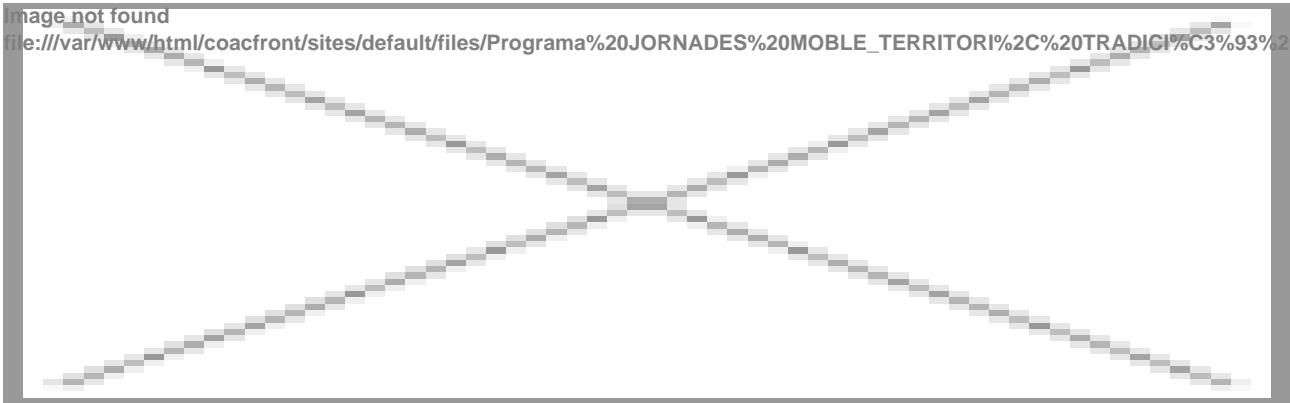 Image not found
file:///var/www/html/coacfront/sites/default/files/Programa%20JORNADES%20MOBLE_TERRITORI%2C%20TRADICI%C3%93%2